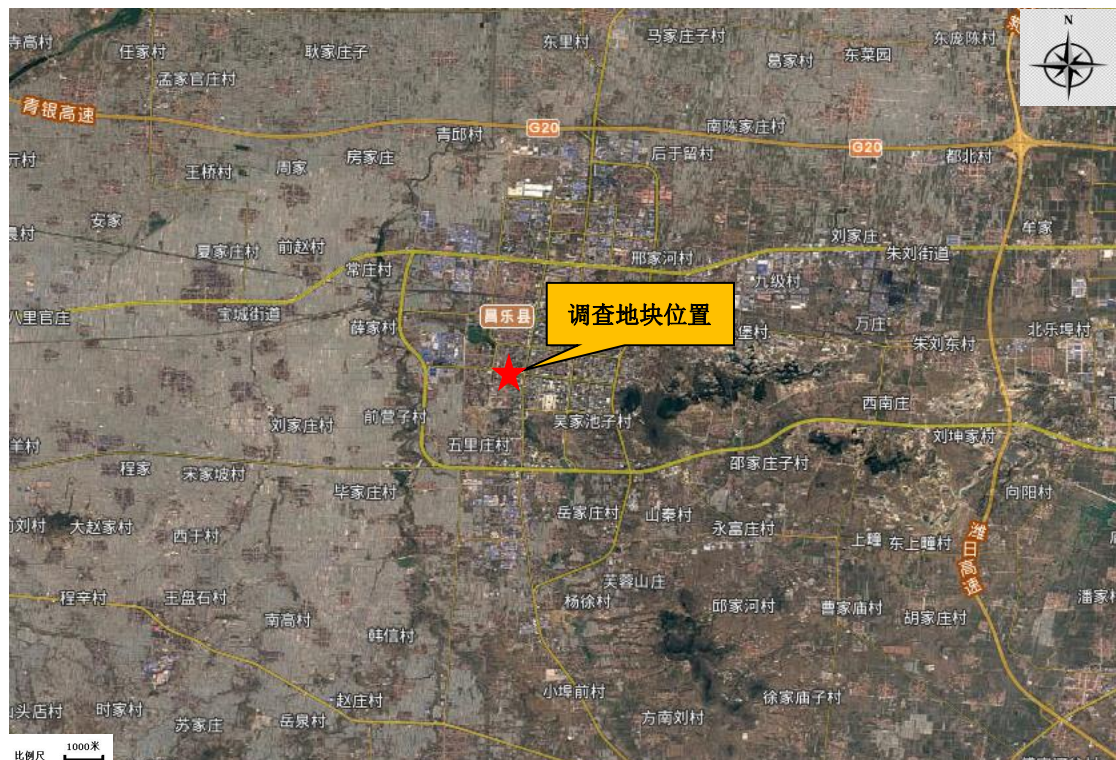 N
寺高村
任家村
耿家庄子
东里村
马家庄子村
葛家村
东菜园
东庞陈村
孟家官庄村
青银高速
青邱村
G20
南陈家庄村
G20
后于留村
都北村
王桥村
周家
房家庄
安家
夏家庄村
前赵村
常庄村
邢家河村
刘家庄
朱刘街道
牟家
八里官庄
宝城街道
薛家村
昌乐县
调查地块位置
九级村
堡村
万庄
朱刘东村
北乐埠村
刘家庄村
前营子村
五里庄村
吴家池子村
西南庄
刘坤家村
羊村
程家
宋家坡村
毕家庄村
邵家庄子村
向阳村
大赵家村
西于村
岳家庄村
山秦村
永富庄村
上疃
东上疃村
潍日高速
程辛村
王盘石村
南高村
韩信村
芙蓉山庄
杨徐村
邱家河村
曹家庙村
胡家庄村
潘家村
山头店村
时家村
苏家庄
岳泉村
赵庄村
小埠前村
方南刘村
徐家庙子村
比例尺
1000米